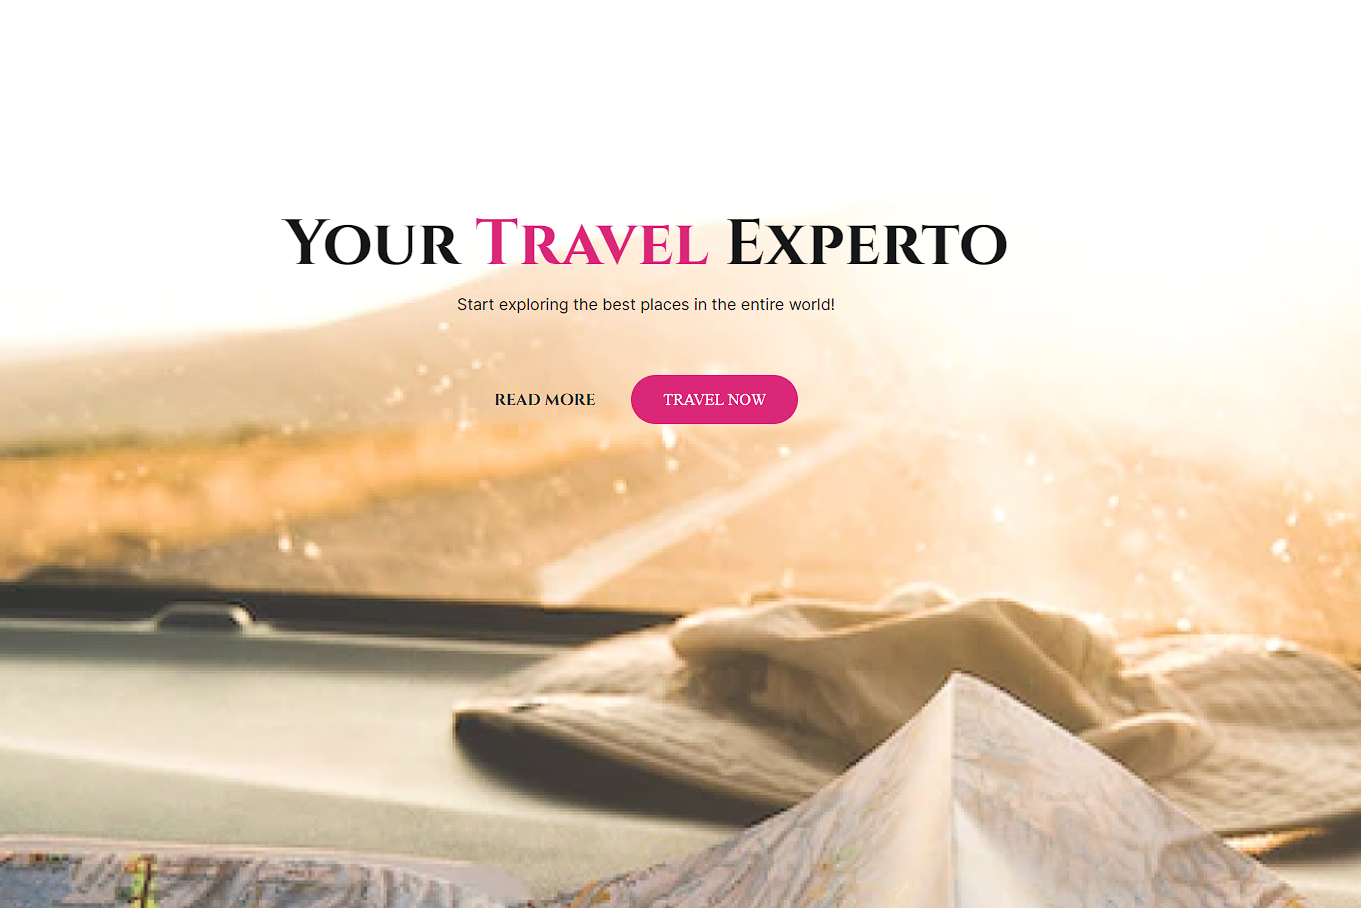 Your Travel Experto
Start exploring the best places in the entire world!
READ MORE
TRAVEL NOW